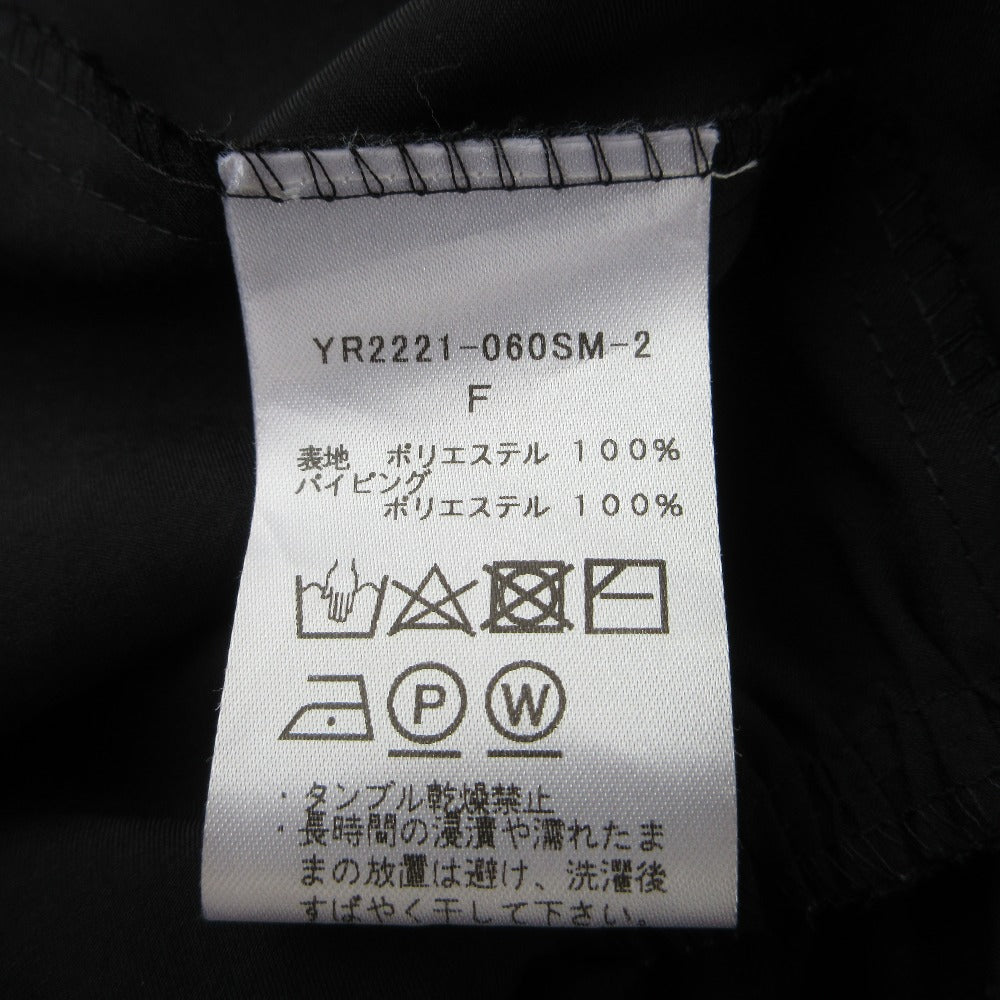 YR2221-060SM-2
F
表地 ポリエステル 100%
パイピング
ポリエステル 100%
P W
・タンブル乾燥禁止
・長時間の浸漬や濡れたま
まの放置は避け、洗濯後
すばやく干して下さい。